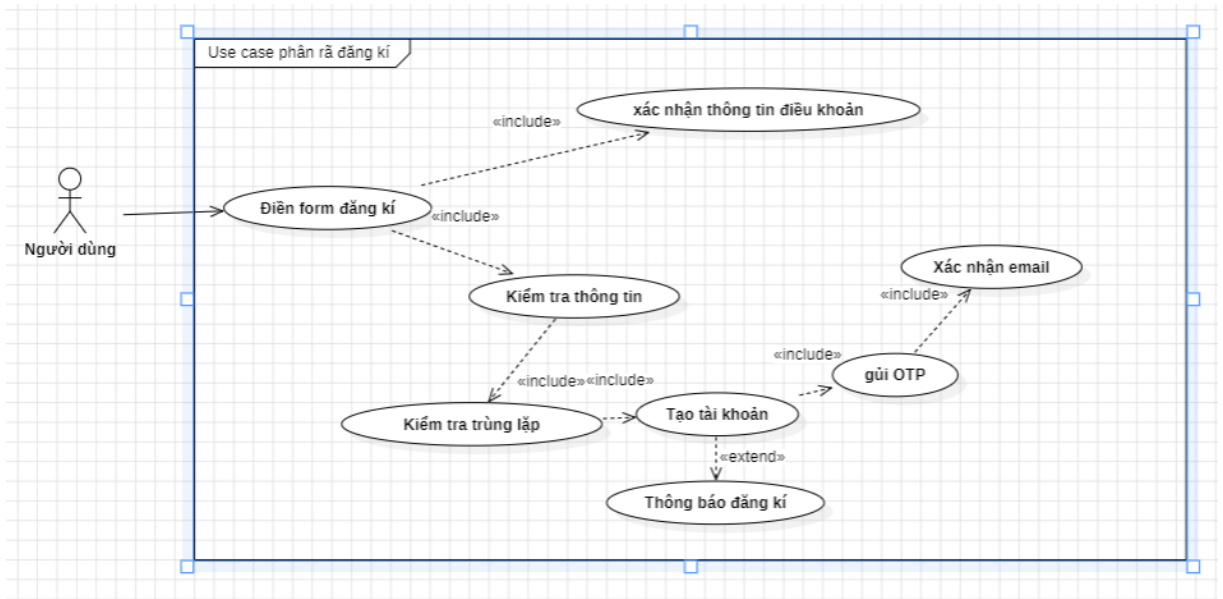 Use case phân rã đăng kí
xác nhận thông tin điều khoản
«include»
Điền form đăng kí
«include»
Người dùng
Xác nhận email
Kiểm tra thông tin
«include»
«include»
gủi OTP
«include»«include»
Tạo tài khoản
Kiểm tra trùng lặp
«extend»
Thông báo đăng kí